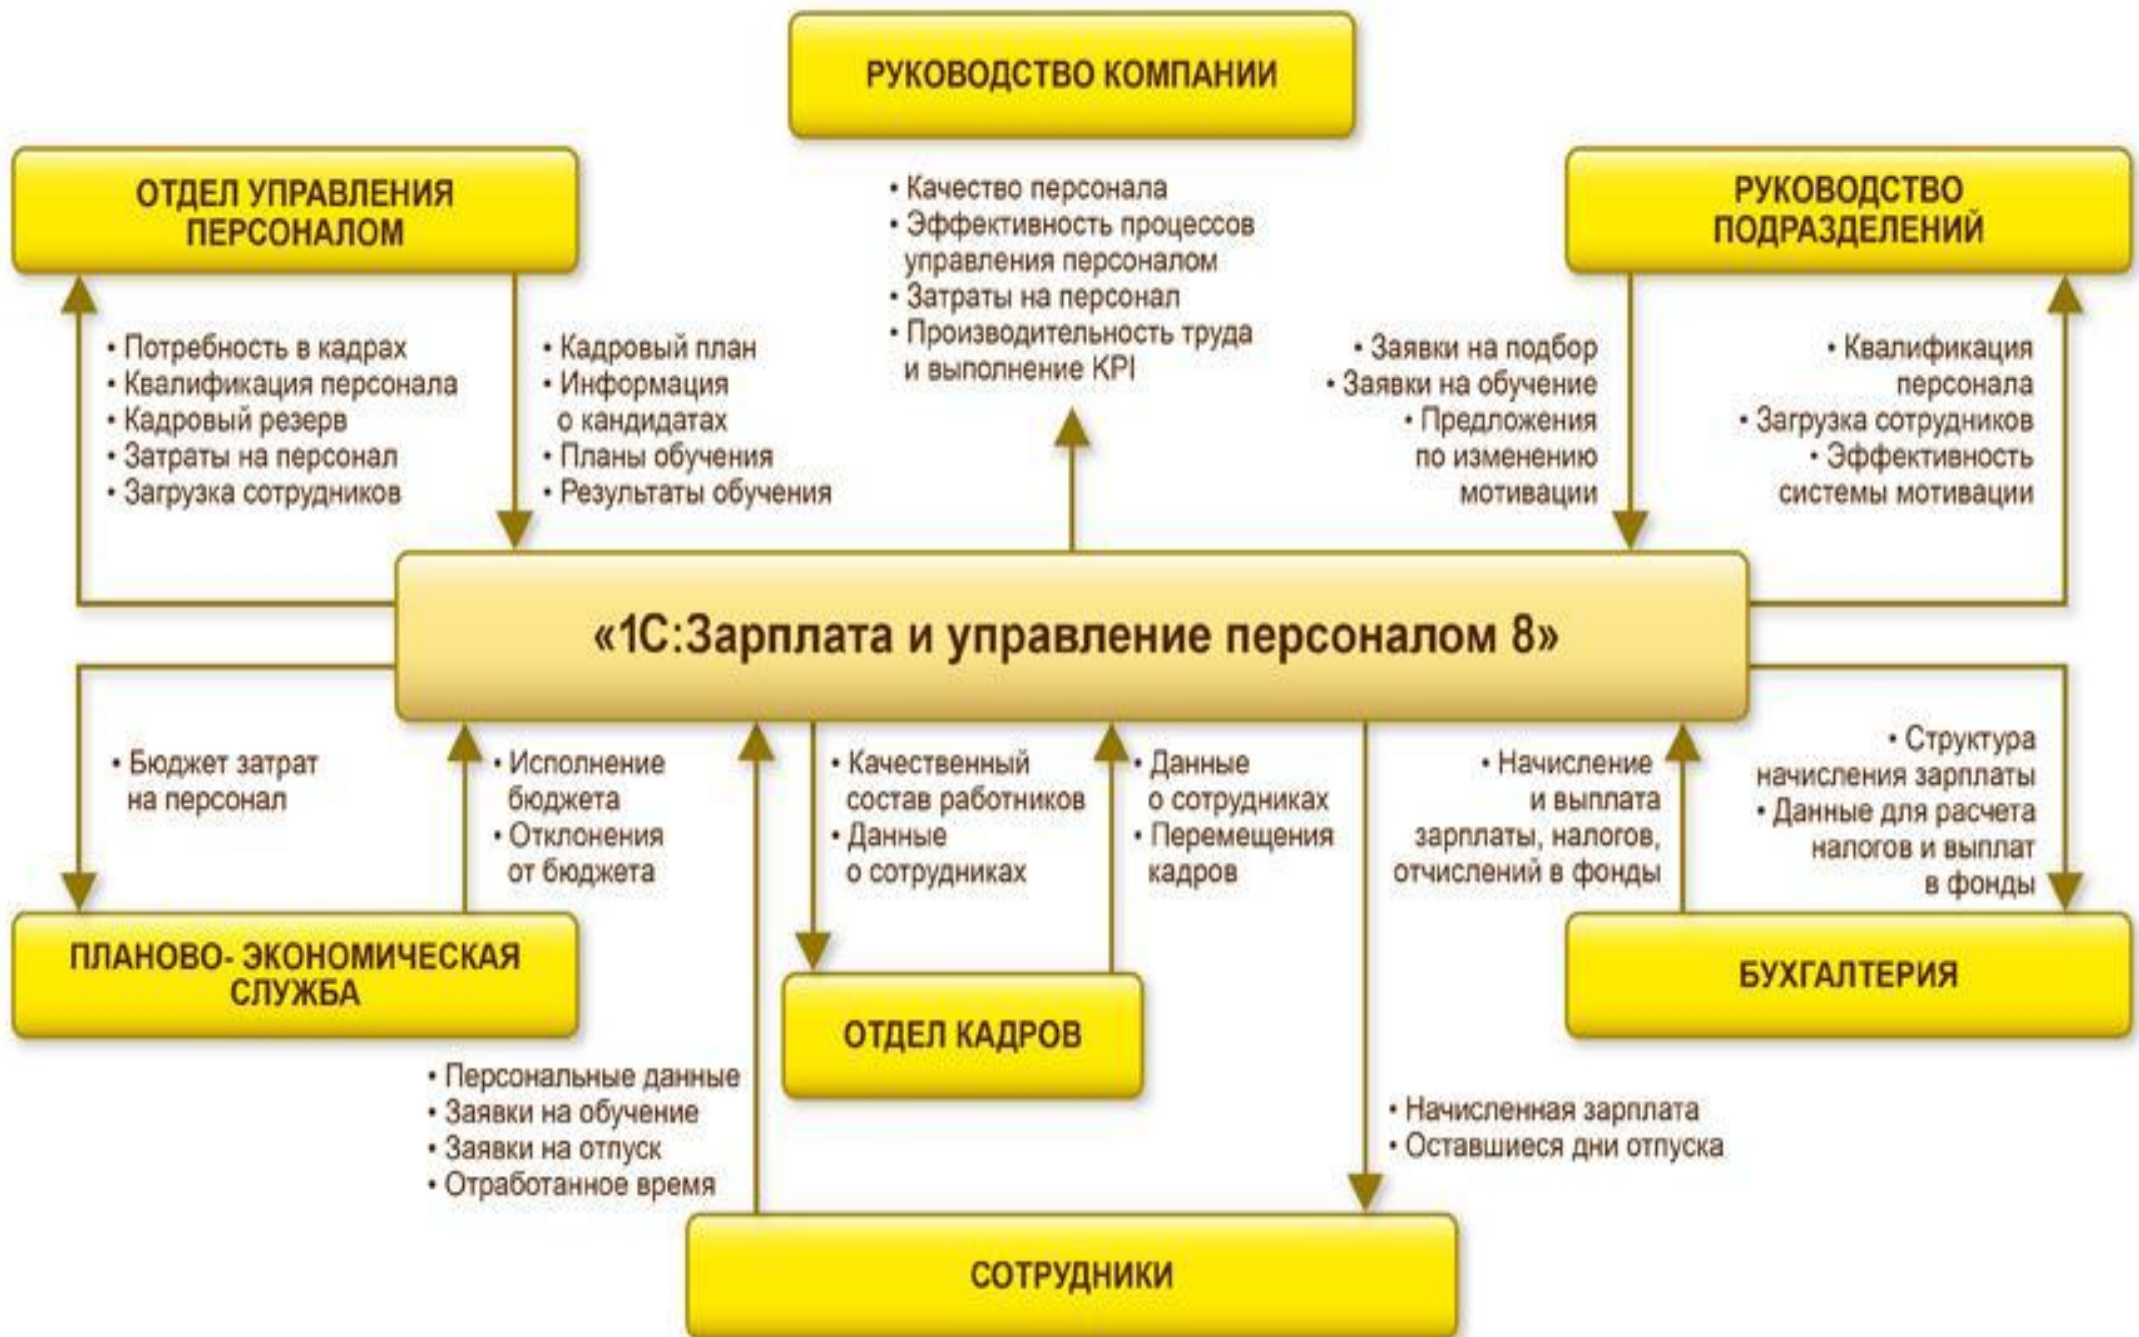 РУКОВОДСТВО КОМПАНИИ
ОТДЕЛ УПРАВЛЕНИЯ
ПЕРСОНАЛОМ
• Качество персонала
• Эффективность процессов
управления персоналом
• Затраты на персонал
• Производительность труда
и выполнение KPI
РУКОВОДСТВО
ПОДРАЗДЕЛЕНИЙ
• Потребность в кадрах
• Квалификация персонала
• Кадровый резерв
• Затраты на персонал
• Загрузка сотрудников
• Кадровый план
• Информация
о кандидатах
• Планы обучения
• Результаты обучения
• Заявки на подбор
• Заявки на обучение
• Предложения
по изменению
мотивации
• Квалификация
персонала
• Загрузка сотрудников
• Эффективность
системы мотивации
«1С:Зарплата и управление персоналом 8»
• Бюджет затрат
на персонал
• Исполнение
бюджета
• Отклонения
от бюджета
• Качественный
состав работников
• Данные
о сотрудниках
• Данные
о сотрудниках
• Перемещения
кадров
• Начисление
и выплата
зарплаты, налогов,
отчислений в фонды
• Структура
начисления зарплаты
• Данные для расчета
налогов и выплат
в фонды
ПЛАНОВО- ЭКОНОМИЧЕСКАЯ
СЛУЖБА
ОТДЕЛ КАДРОВ
БУХГАЛТЕРИЯ
• Персональные данные
• Заявки на обучение
• Заявки на отпуск
• Отработанное время
• Начисленная зарплата
• Оставшиеся дни отпуска
СОТРУДНИКИ